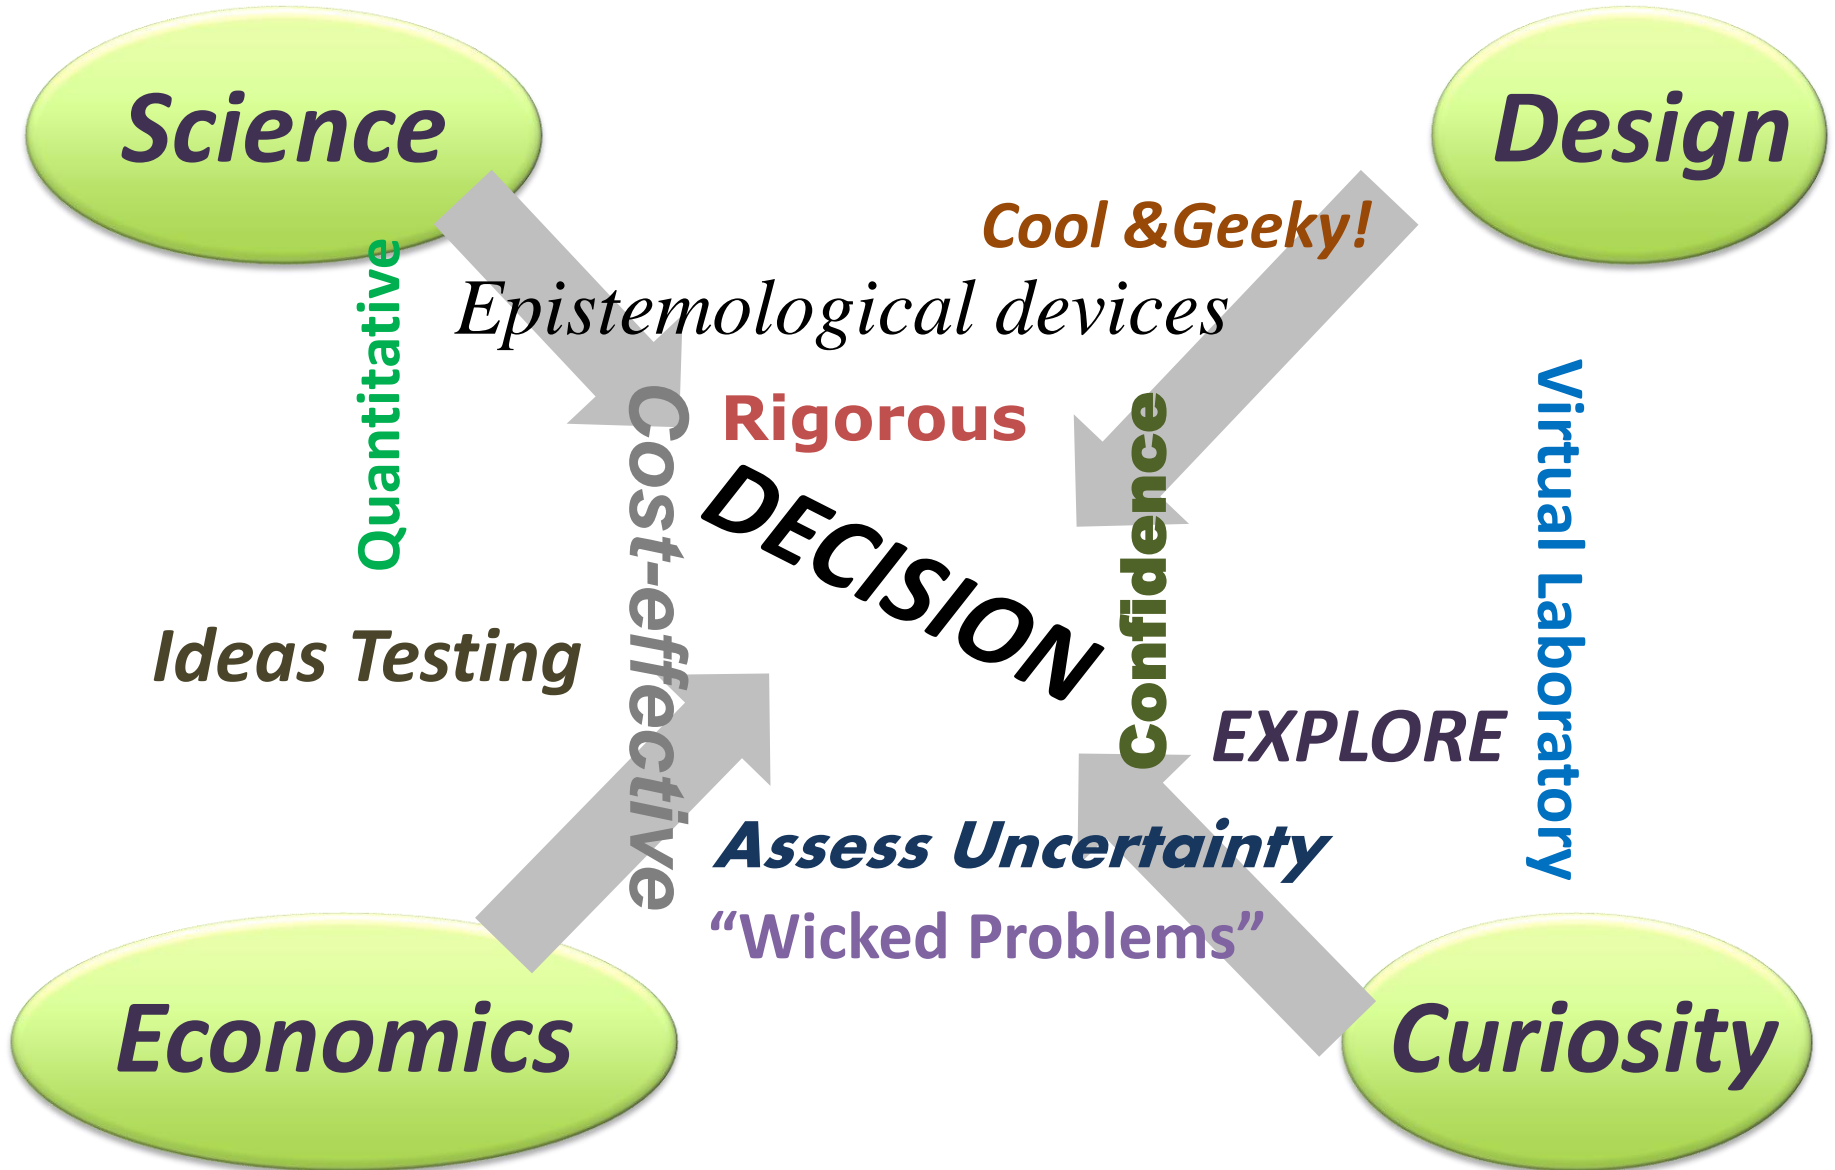 Science
Design
Cool &Geeky!
Epistemological devices
Quantitative
Cost-effective
Rigorous
Confidence
Virtual Laboratory
DECISION
Ideas Testing
EXPLORE
Assess Uncertainty
“Wicked Problems”
Economics
Curiosity